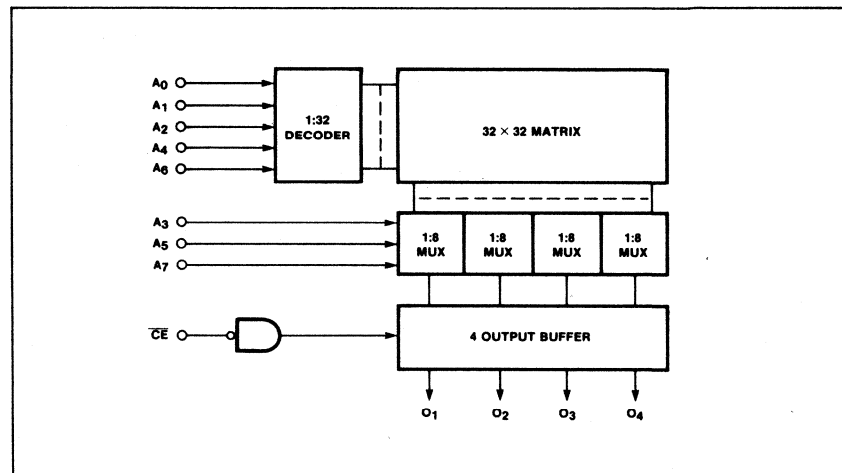 A0
A1
A2
A4
A6
1:32
DECODER
32 × 32 MATRIX
A3
A5
A7
1:8
MUX
1:8
MUX
1:8
MUX
1:8
MUX
CE
4 OUTPUT BUFFER
O1
O2
O3
O4